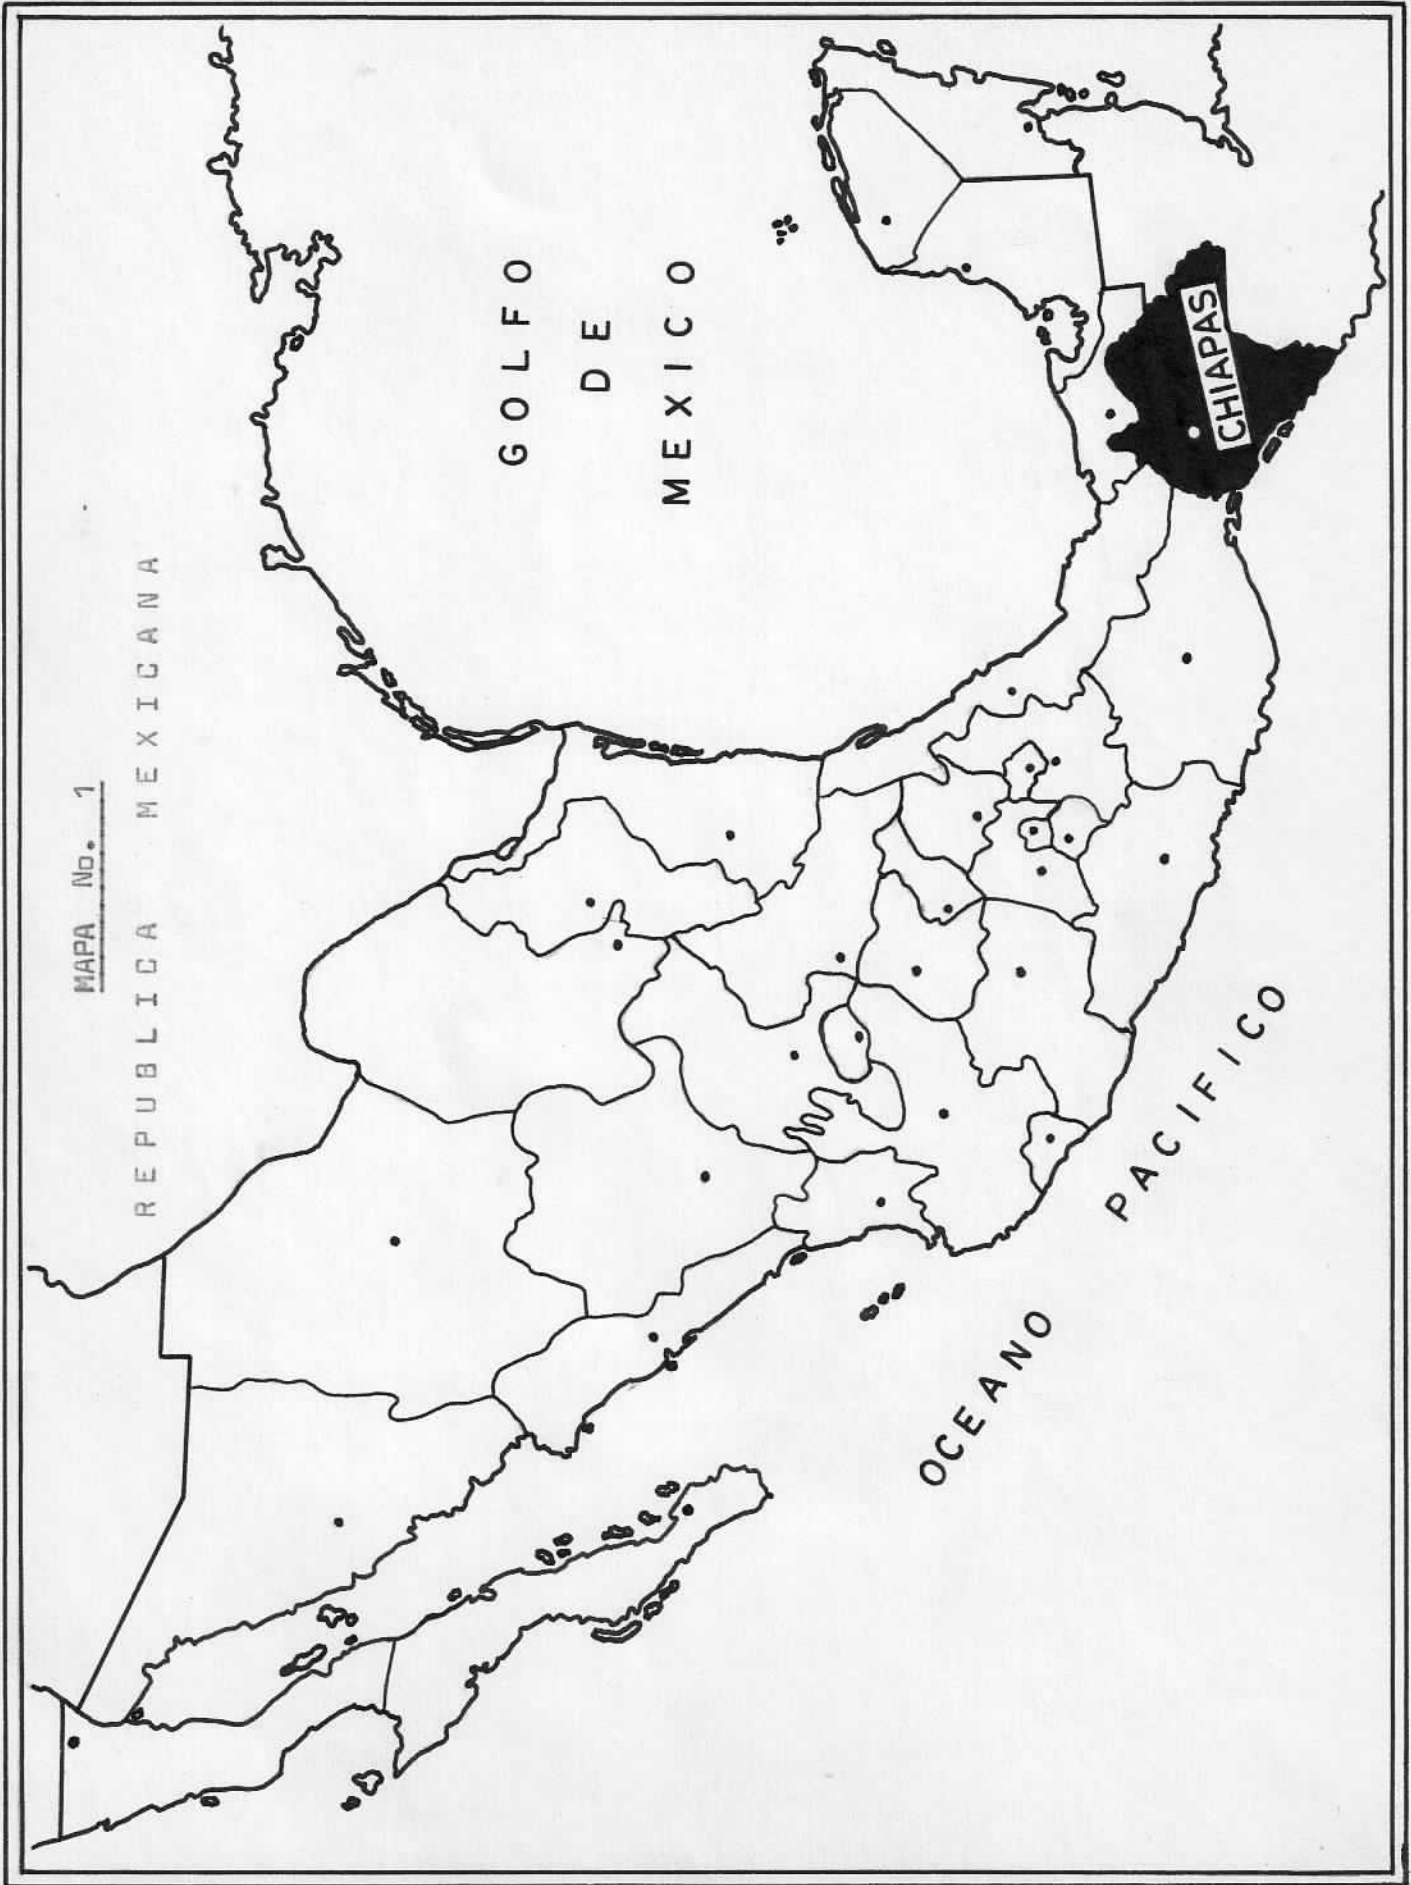 MAPA No. 1
REPUBLICA MEXICANA
GOLFO
DE
MEXICO
CHIAPAS
OCEANO PACIFICO